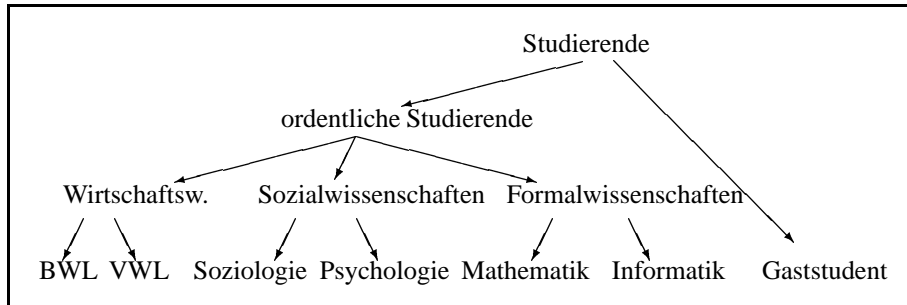 Studierende
ordentliche Studierende
Wirtschaftsw. Sozialwissenschaften Formalwissenschaften
BWL VWL Soziologie Psychologie Mathematik Informatik Gaststudent